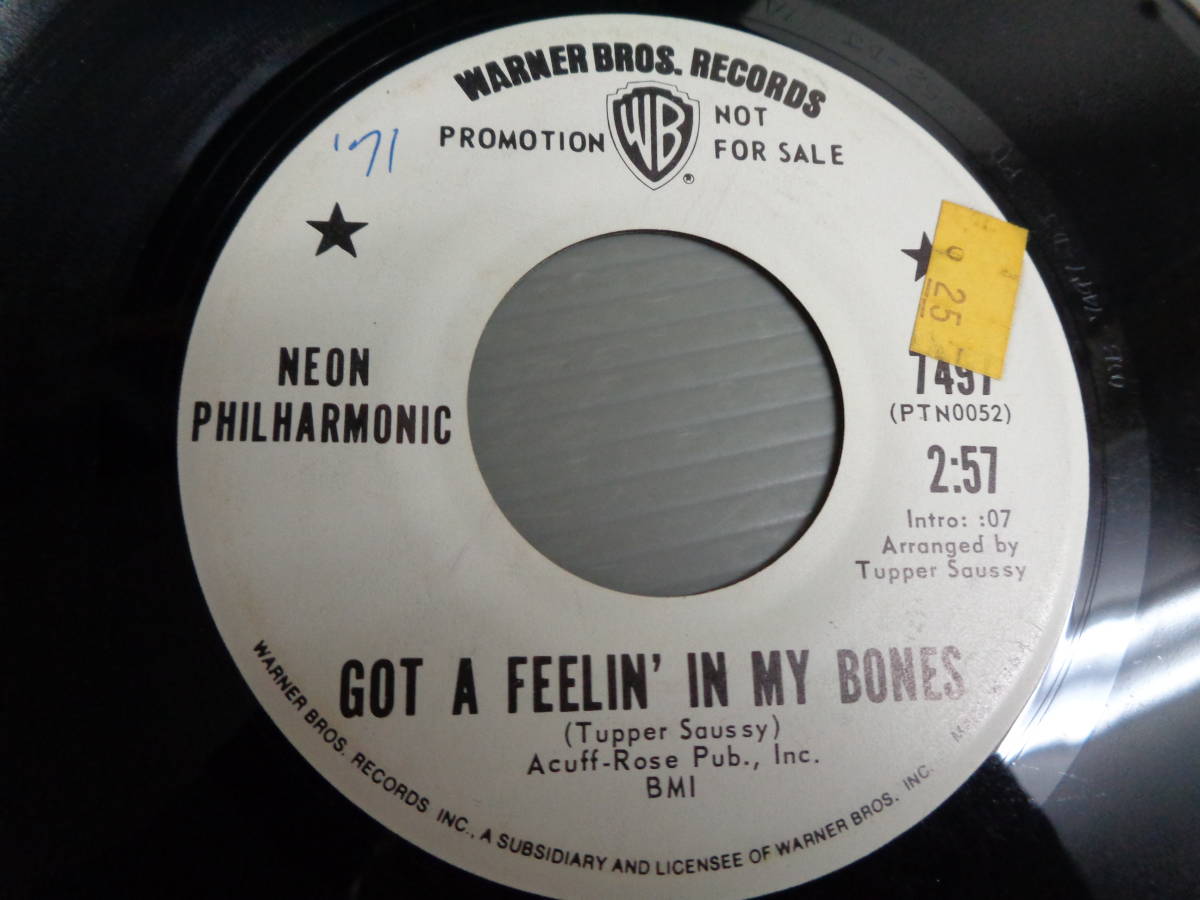 WARNER BROS. RECORDS
PROMOTION
WB
®
NOT
FOR SALE
'71
25
NEON
PHILHARMONIC
7497
(PTN0052)
2:57
Intro: :07
Arranged by
Tupper Saussy
GOT A FEELIN' IN MY BONES
(Tupper Saussy)
Acuff-Rose Pub., Inc.
BMI
WARNER BROS. RECORDS INC., A SUBSIDIARY AND LICENSEE OF WARNER BROS. INC.